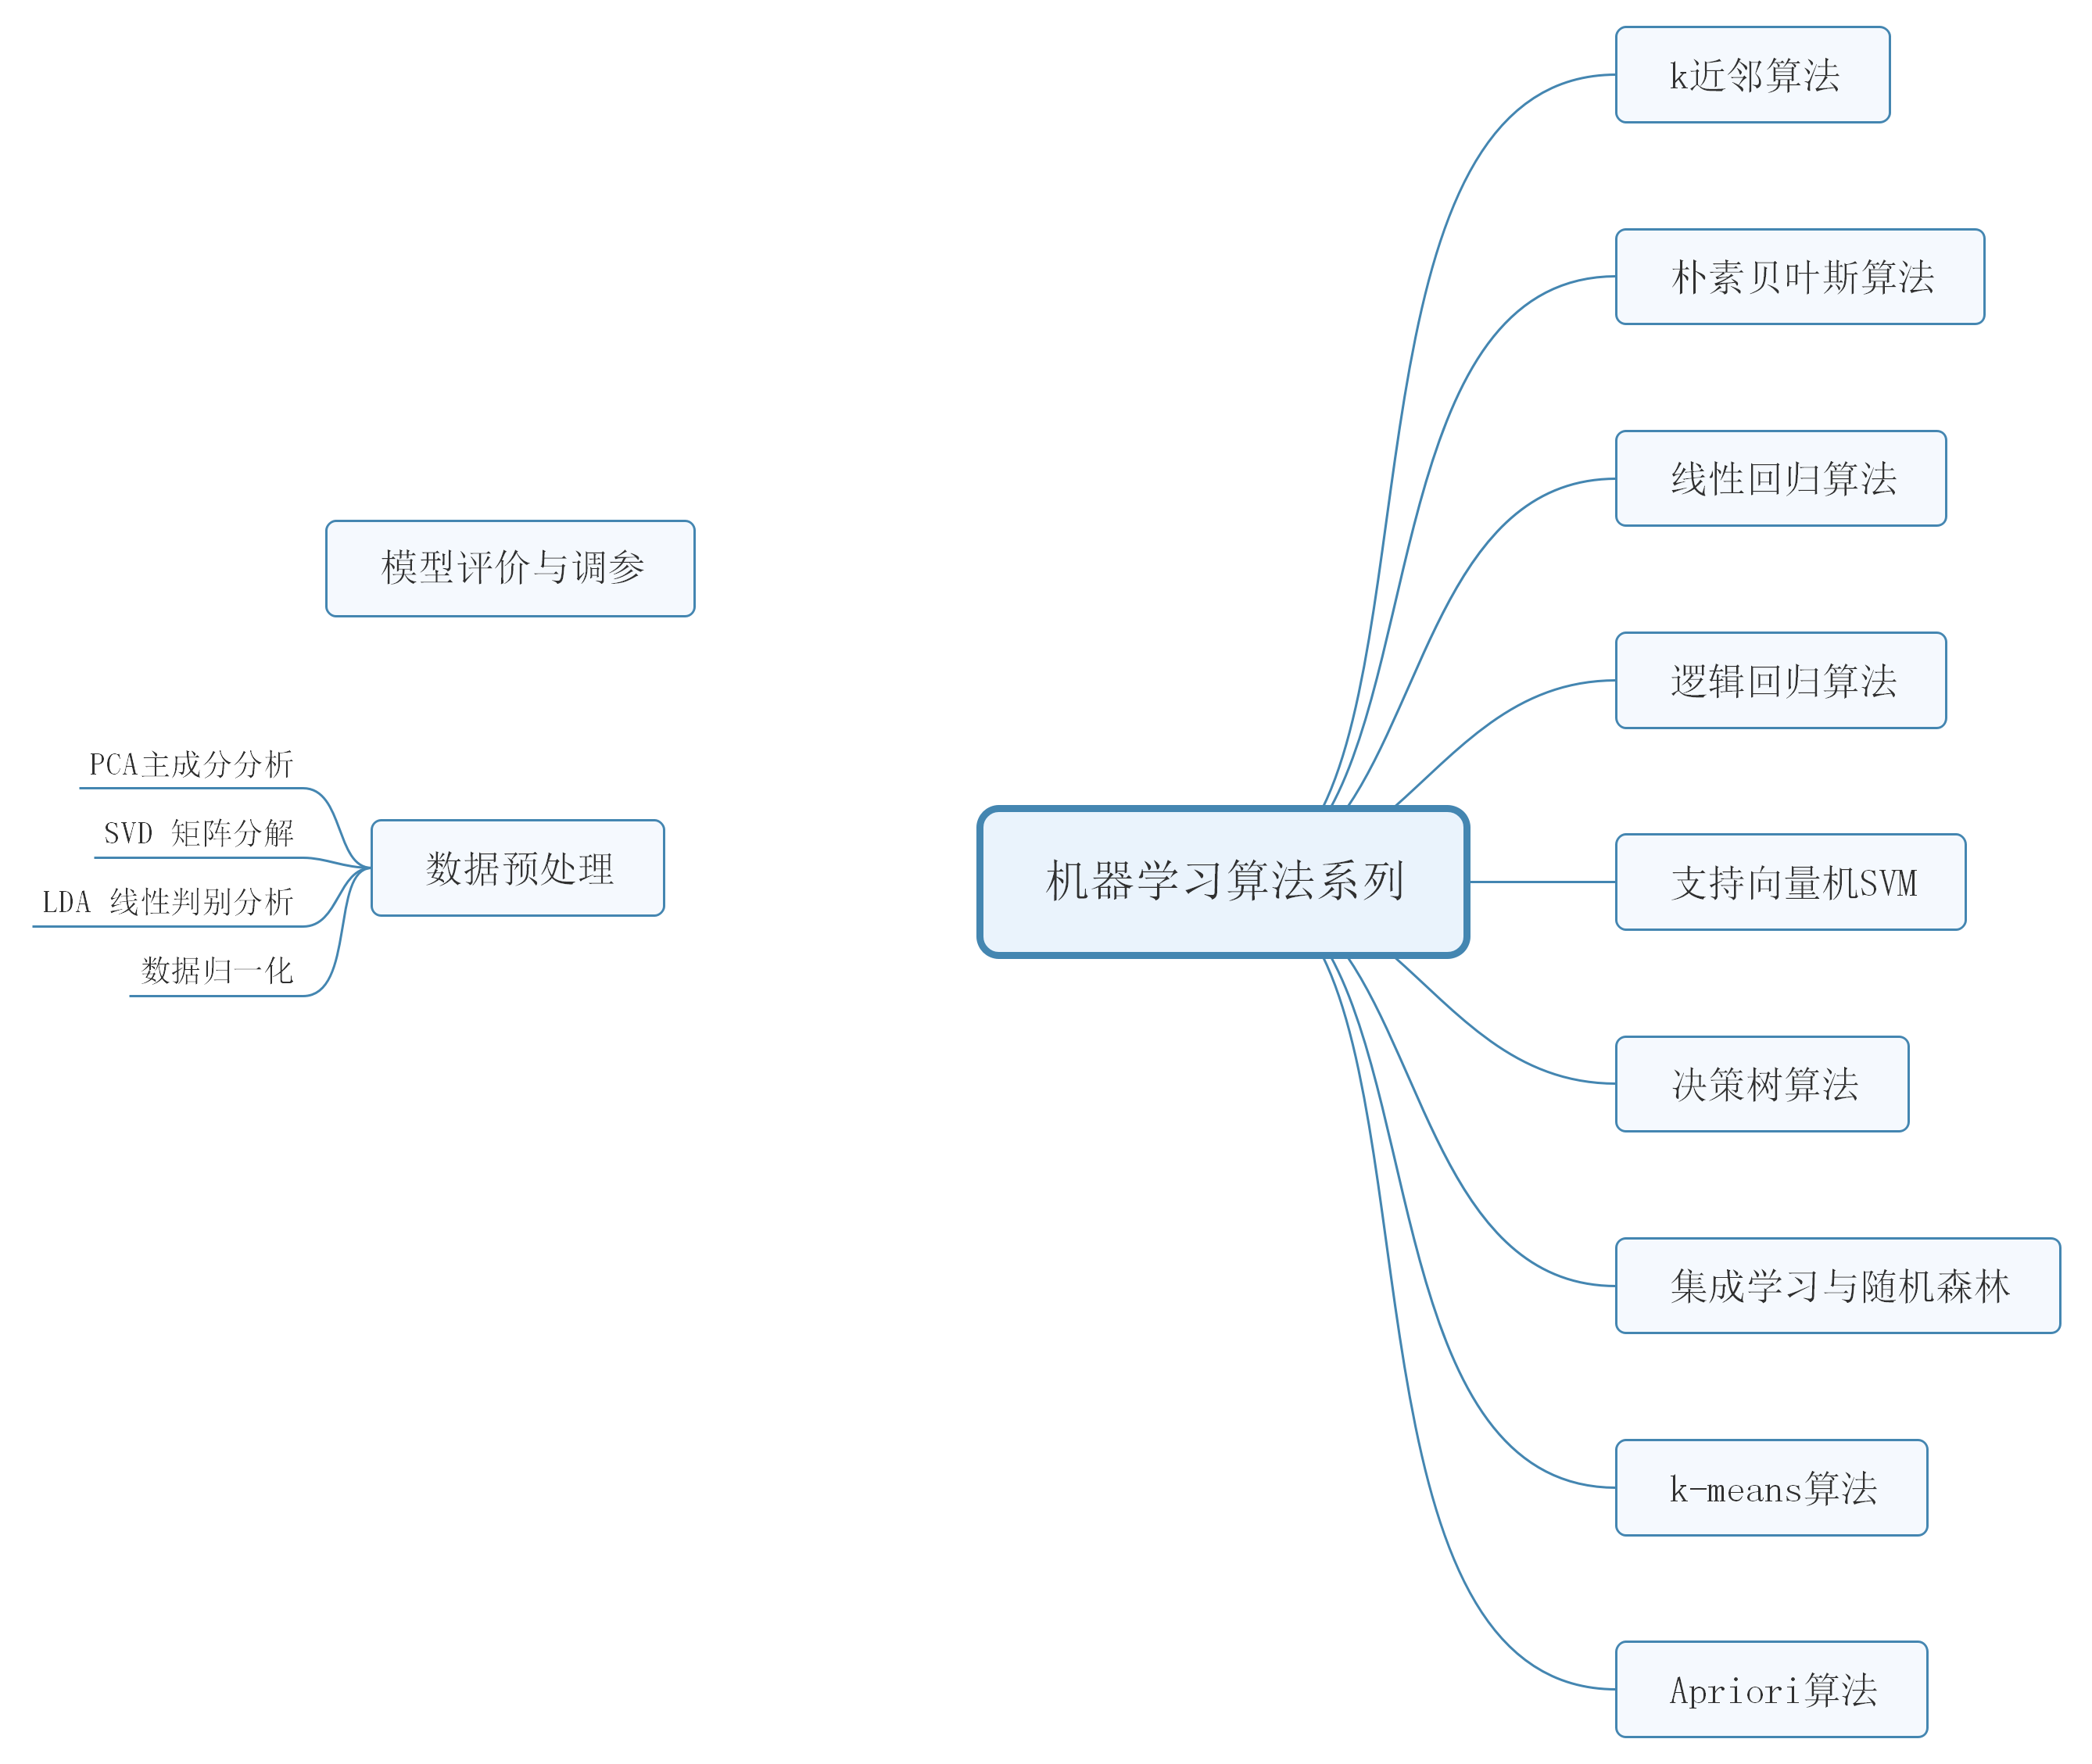 k近邻算法
朴素贝叶斯算法
线性回归算法
模型评价与调参
逻辑回归算法
PCA主成分分析
SVD 矩阵分解
数据预处理
LDA 线性判别分析
数据归一化
机器学习算法系列
支持向量机SVM
决策树算法
集成学习与随机森林
k-means算法
Apriori算法